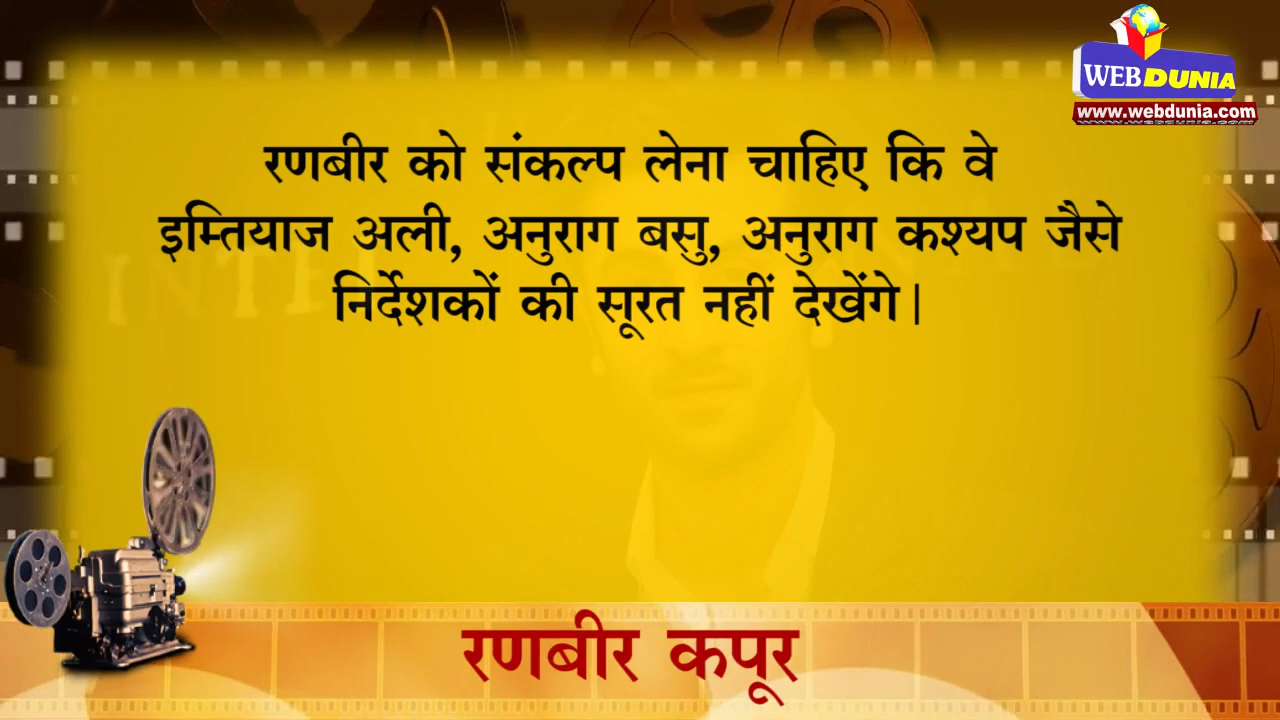 WEBDUNIA
www.webdunia.com
रणबीर को संकल्प लेना चाहिए कि वे
इम्तियाज अली, अनुराग बसु, अनुराग कश्यप जैसे
निर्देशकों की सूरत नहीं देखेंगे।
रणबीर कपूर